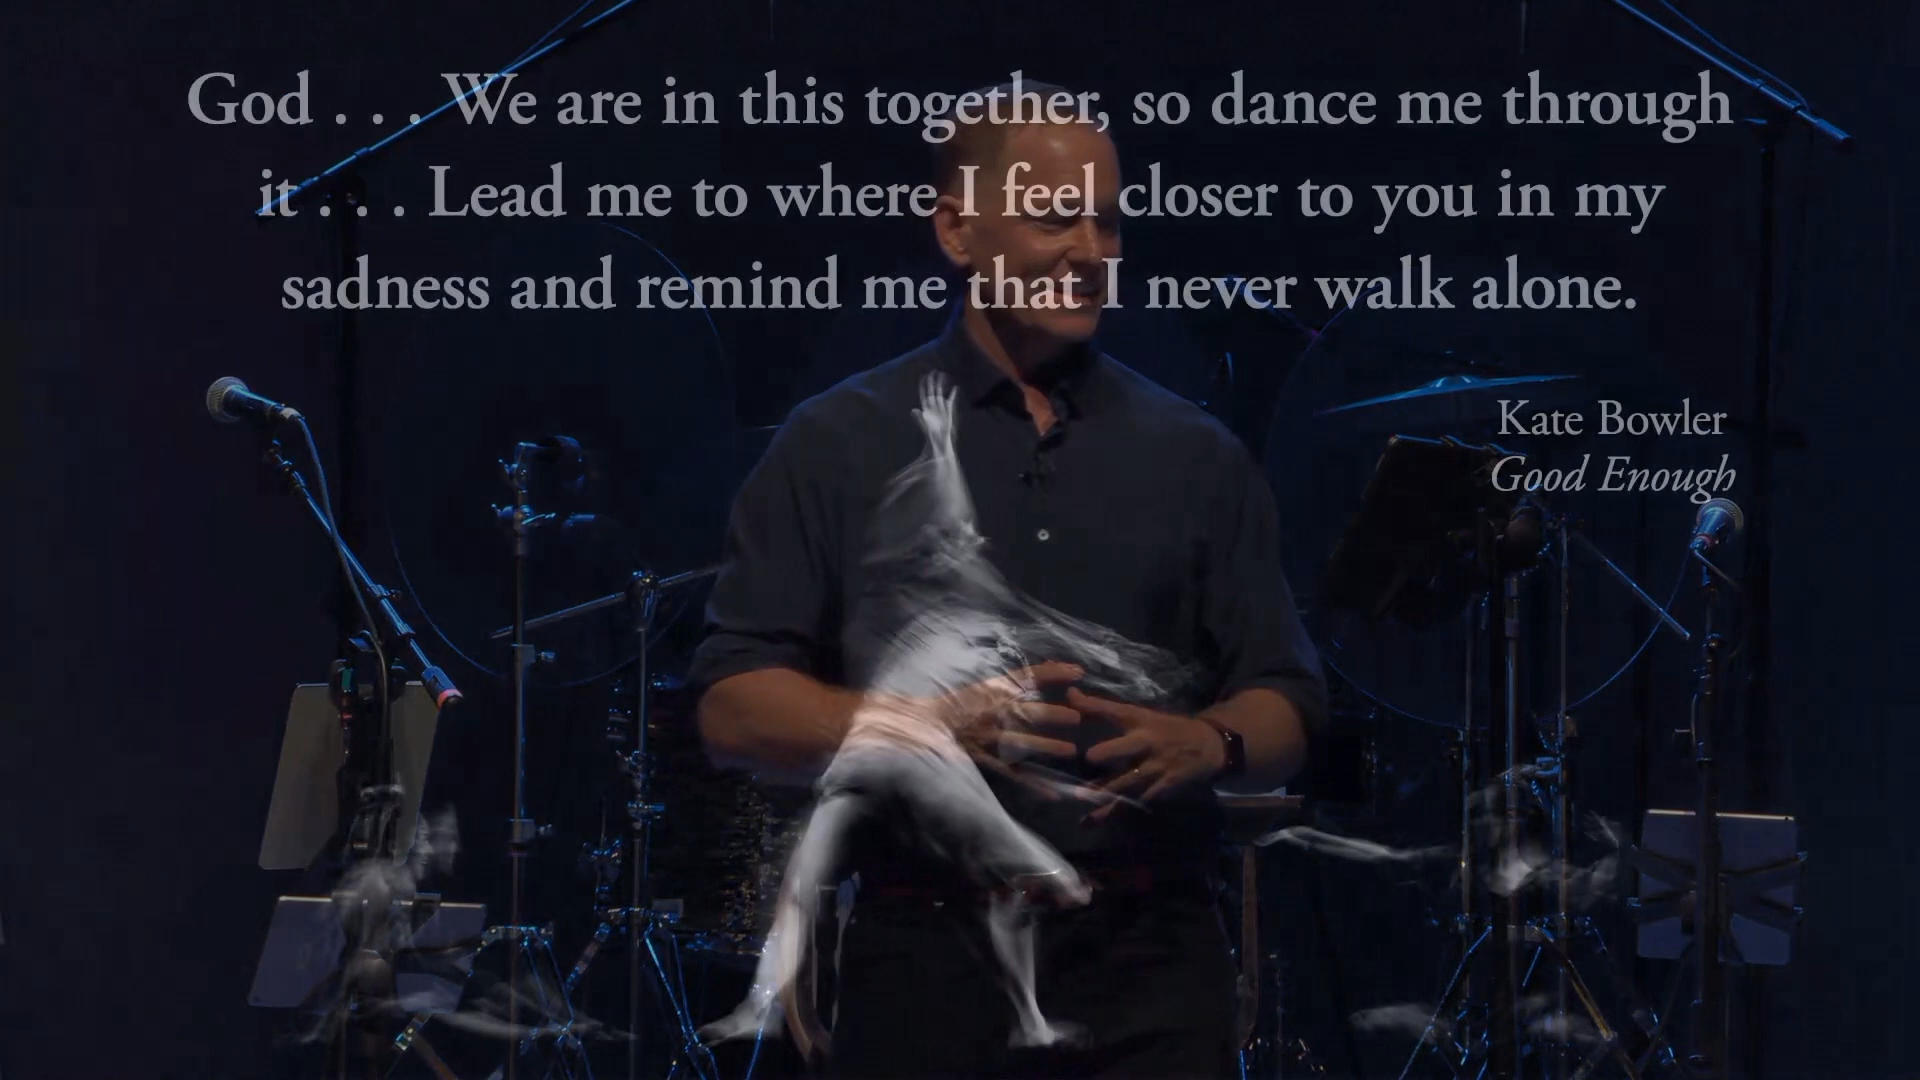 God . . . We are in this together, so dance me through
it . . . Lead me to where I feel closer to you in my
sadness and remind me that I never walk alone.
Kate Bowler
Good Enough